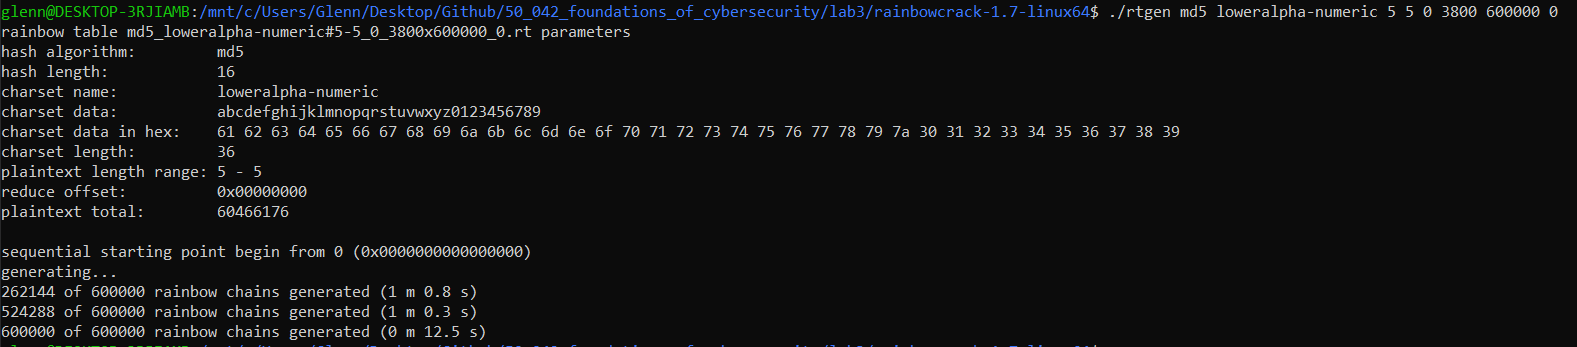 glenn@DESKTOP-3RJIAMB:/mnt/c/Users/Glenn/Desktop/Github/50_042_foundations_of_cybersecurity/lab3/rainbowcrack-1.7-linux64$ ./rtgen md5 loweralpha-numeric 5 5 0 3800 600000 0
rainbow table md5_loweralpha-numeric#5-5_0_3800x600000_0.rt parameters
hash algorithm: md5
hash length: 16
charset name: loweralpha-numeric
charset data: abcdefghijklmnopqrstuvwxyz0123456789
charset data in hex: 61 62 63 64 65 66 67 68 69 6a 6b 6c 6d 6e 6f 70 71 72 73 74 75 76 77 78 79 7a 30 31 32 33 34 35 36 37 38 39
charset length: 36
plaintext length range: 5 - 5
reduce offset: 0x00000000
plaintext total: 60466176
sequential starting point begin from 0 (0x0000000000000000)
generating...
262144 of 600000 rainbow chains generated (1 m 0.8 s)
524288 of 600000 rainbow chains generated (1 m 0.3 s)
600000 of 600000 rainbow chains generated (0 m 12.5 s)